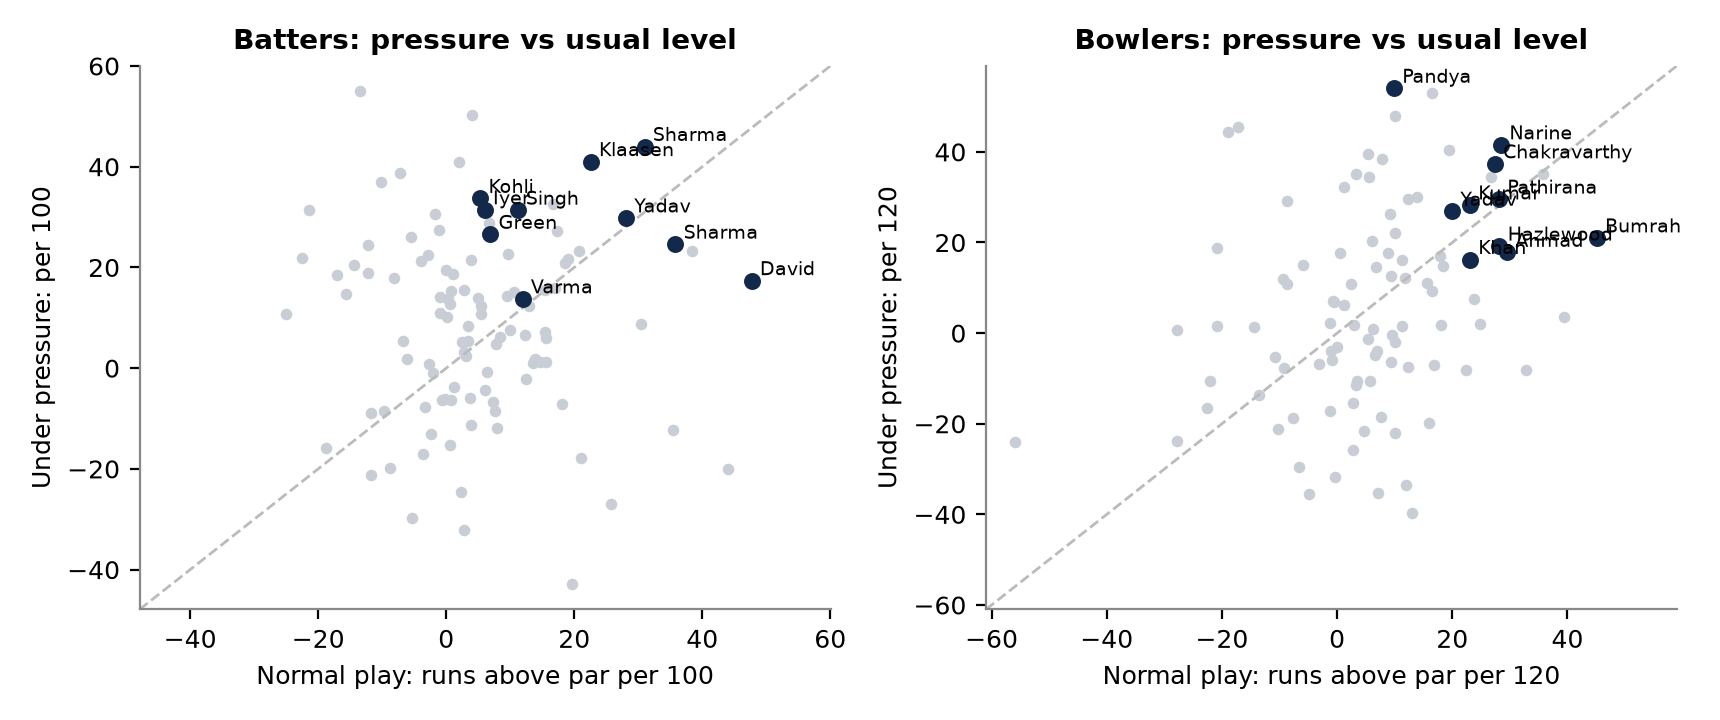 Batters: pressure vs usual level
Under pressure: per 100
60
40
20
0
−20
−40
Sharma
Klaasen
Kohli
Iyer
Singh
Green
Yadav
Sharma
David
Varma
−40
−20
0
20
40
60
Normal play: runs above par per 100
Bowlers: pressure vs usual level
Under pressure: per 120
40
20
0
−20
−40
−60
Pandya
Narine
Chakravarthy
Pathirana
Kumar
Yadav
Bumrah
Hazlewood
Ahmad
Khan
−60
−40
−20
0
20
40
Normal play: runs above par per 120